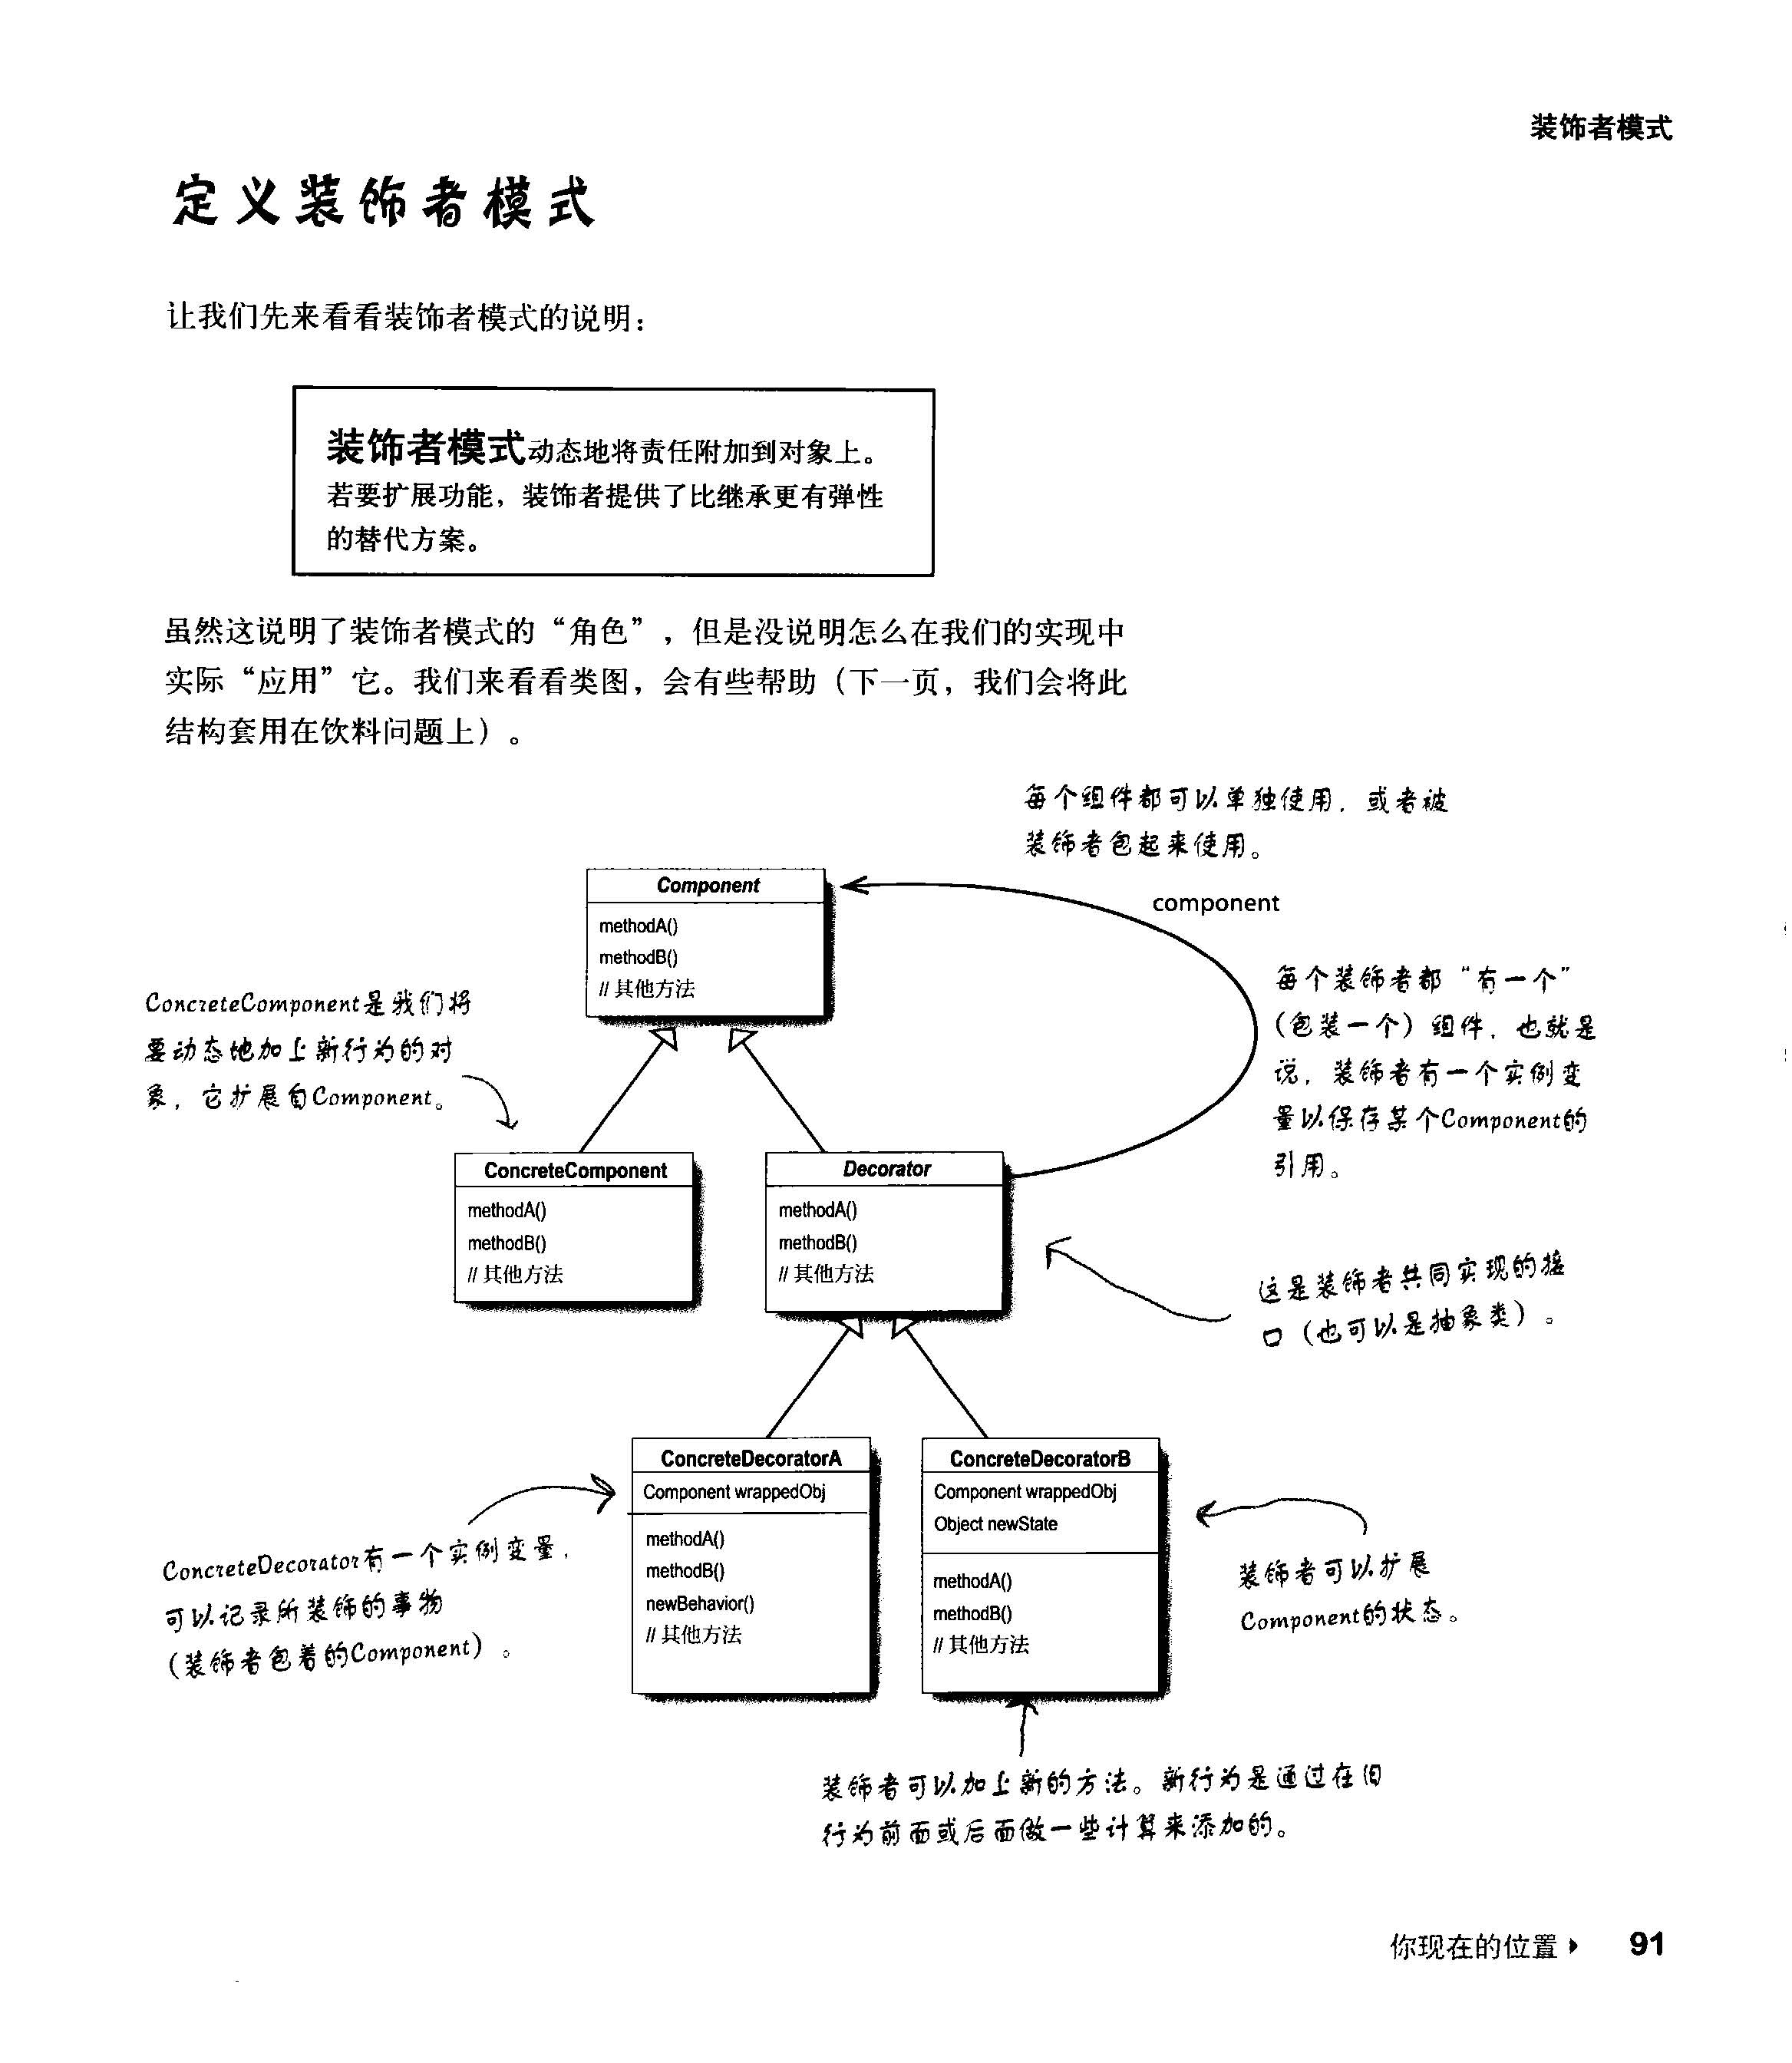 装饰者模式
定义装饰者模式
让我们先来看看装饰者模式的说明：
装饰者模式动态地将责任附加到对象上。
若要扩展功能，装饰者提供了比继承更有弹性
的替代方案。
虽然这说明了装饰者模式的“角色”，但是没说明怎么在我们的实现中
实际“应用”它。我们来看看类图，会有些帮助（下一页，我们会将此
结构套用在饮料问题上）。
每个组件都可以单独使用，或者被
装饰者包起来使用。
Component
methodA()
methodB()
// 其他方法
component
ConcreteComponent是我们将
要动态地加上新行为的对
象，它扩展自Component。
每个装饰者都“有一个”
（包装一个）组件，也就是
说，装饰者有一个实例变
量以保存某个Component的
引用。
ConcreteComponent
methodA()
methodB()
// 其他方法
Decorator
methodA()
methodB()
// 其他方法
这是装饰者共同实现的接
口（也可以是抽象类）。
ConcreteDecoratorA
Component wrappedObj
methodA()
methodB()
newBehavior()
// 其他方法
ConcreteDecoratorB
Component wrappedObj
Object newState
methodA()
methodB()
// 其他方法
ConcreteDecorator有一个实例变量，
可以记录所装饰的事物
（装饰者包着的Component）。
装饰者可以扩展
Component的状态。
装饰者可以加上新的方法。新行为是通过在旧
行为前面或后面做一些计算来添加的。
你现在的位置 ▸ 91